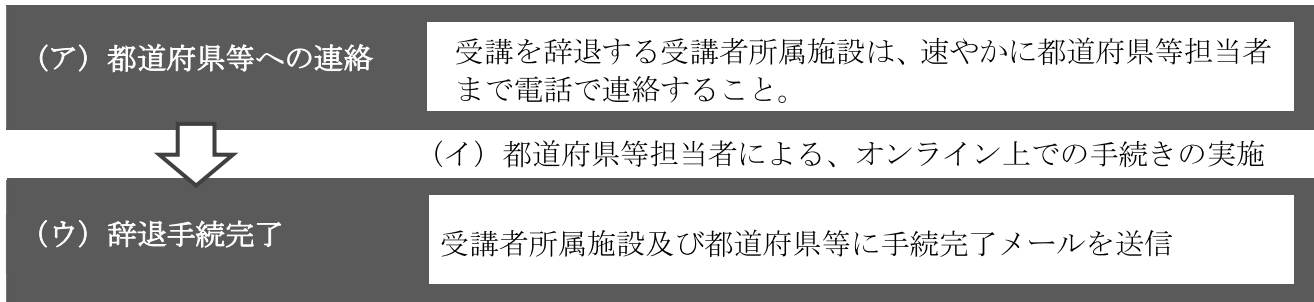 （ア）都道府県等への連絡
受講を辞退する受講者所属施設は、速やかに都道府県等担当者
まで電話で連絡すること。
（イ）都道府県等担当者による、オンライン上での手続きの実施
（ウ）辞退手続完了
受講者所属施設及び都道府県等に手続完了メールを送信